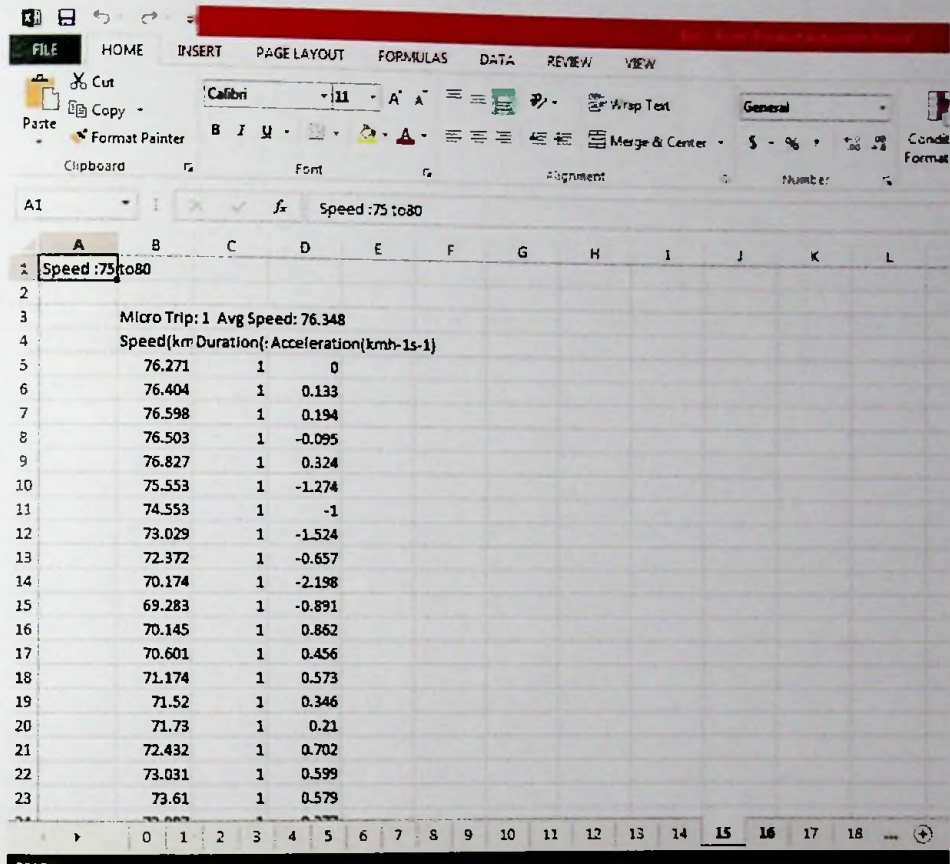 FILE HOME INSERT PAGE LAYOUT FORMULAS DATA REVIEW VIEW
Cut
Copy
Format Painter
Paste
Clipboard
Calibri 11 A A
B I U A
Font
Wrap Text
Merge & Center
Alignment
General
$ % ,
Number
Condit
Format
A1 fx Speed :75 to80
A B C D E F G H I J K L
1 Speed :75 to80
2
3 Micro Trip: 1 Avg Speed: 76.348
4 Speed(km Duration(: Acceleration(kmh-1s-1)
5 76.271 1 0
6 76.404 1 0.133
7 76.598 1 0.194
8 76.503 1 -0.095
9 76.827 1 0.324
10 75.553 1 -1.274
11 74.553 1 -1
12 73.029 1 -1.524
13 72.372 1 -0.657
14 70.174 1 -2.198
15 69.283 1 -0.891
16 70.145 1 0.862
17 70.601 1 0.456
18 71.174 1 0.573
19 71.52 1 0.346
20 71.73 1 0.21
21 72.432 1 0.702
22 73.031 1 0.599
23 73.61 1 0.579
0 1 2 3 4 5 6 7 8 9 10 11 12 13 14 15 16 17 18 ...